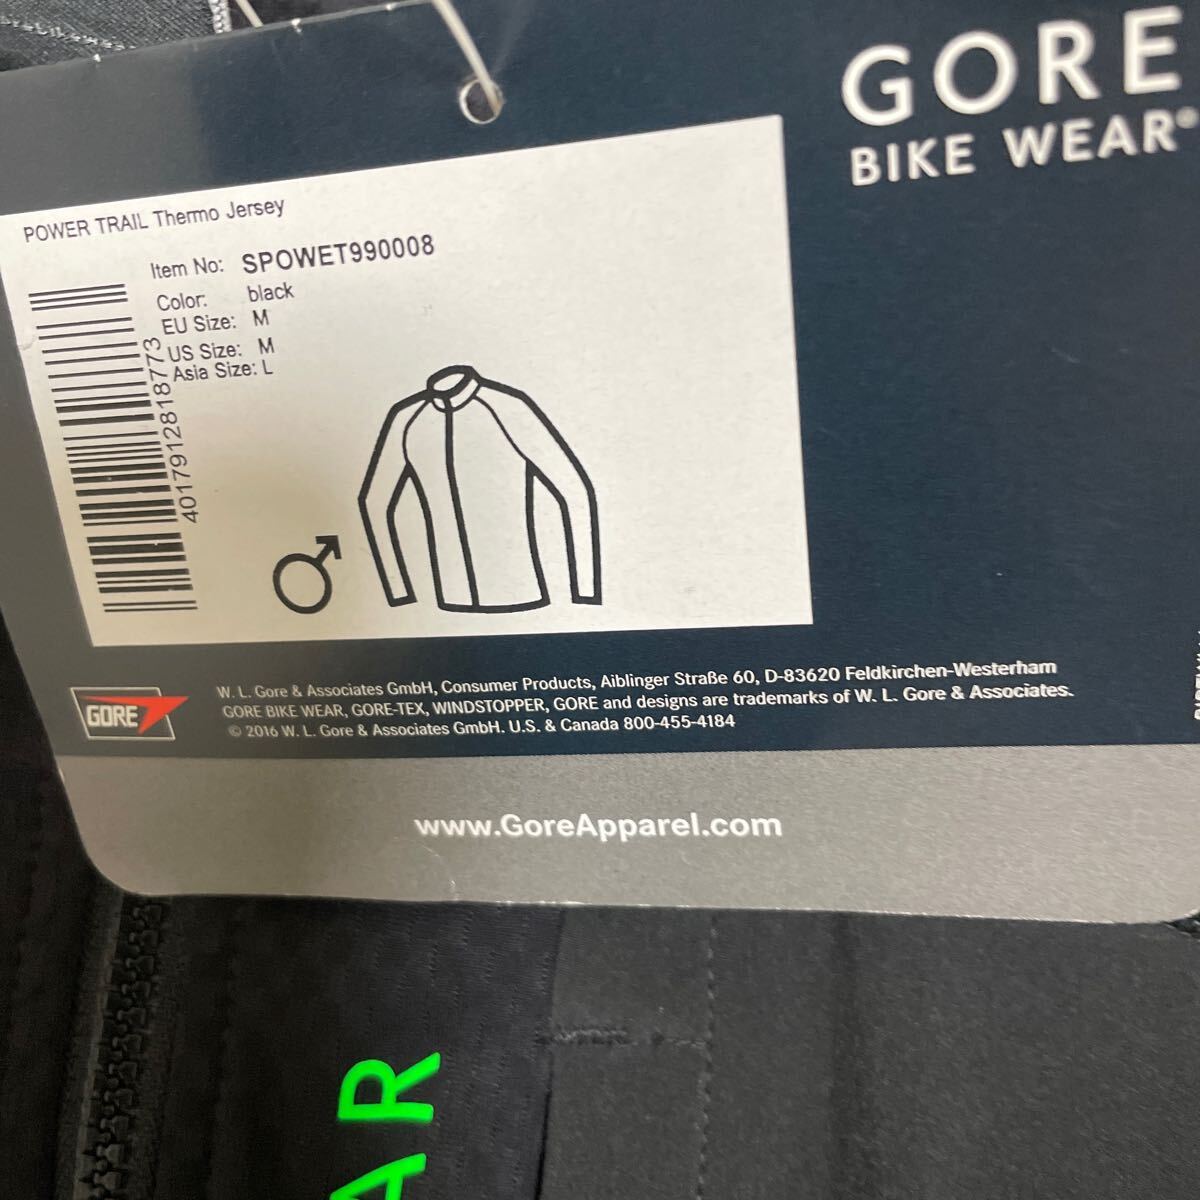 GORE
BIKE WEAR®
POWER TRAIL Thermo Jersey
Item No: SPOWET990008
Color: black
EU Size: M
US Size: M
Asia Size: L
4017912818773
GORE
W. L. Gore & Associates GmbH, Consumer Products, Aiblinger Straße 60, D-83620 Feldkirchen-Westerham
GORE BIKE WEAR, GORE-TEX, WINDSTOPPER, GORE and designs are trademarks of W. L. Gore & Associates.
© 2016 W. L. Gore & Associates GmbH. U.S. & Canada 800-455-4184
www.GoreApparel.com
AR